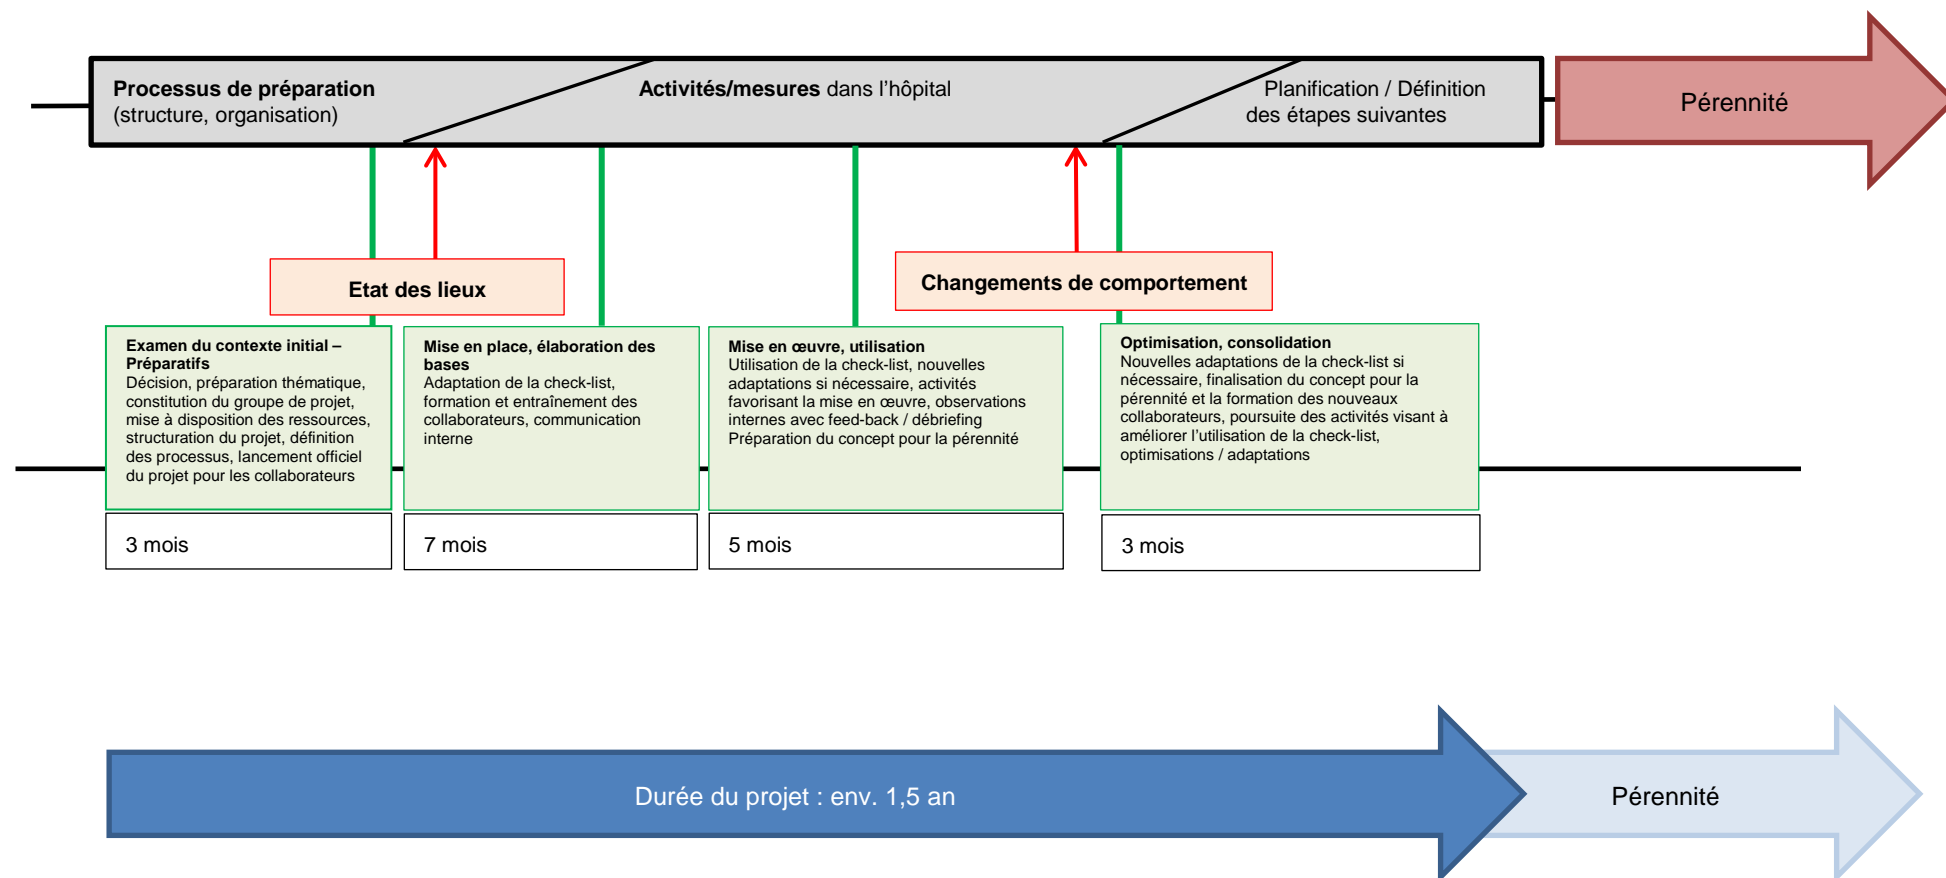 Processus de préparation
(structure, organisation)
Activités/mesures dans l'hôpital
Planification / Définition
des étapes suivantes
Pérennité
Etat des lieux
Changements de comportement
Examen du contexte initial –
Préparatifs
Décision, préparation thématique,
constitution du groupe de projet,
mise à disposition des ressources,
structuration du projet, définition
des processus, lancement officiel
du projet pour les collaborateurs
Mise en place, élaboration des
bases
Adaptation de la check-list,
formation et entraînement des
collaborateurs, communication
interne
Mise en œuvre, utilisation
Utilisation de la check-list, nouvelles
adaptations si nécessaire, activités
favorisant la mise en œuvre, observations
internes avec feed-back / débriefing
Préparation du concept pour la pérennité
Optimisation, consolidation
Nouvelles adaptations de la check-list si
nécessaire, finalisation du concept pour la
pérennité et la formation des nouveaux
collaborateurs, poursuite des activités visant à
améliorer l'utilisation de la check-list,
optimisations / adaptations
3 mois
7 mois
5 mois
3 mois
Durée du projet : env. 1,5 an
Pérennité